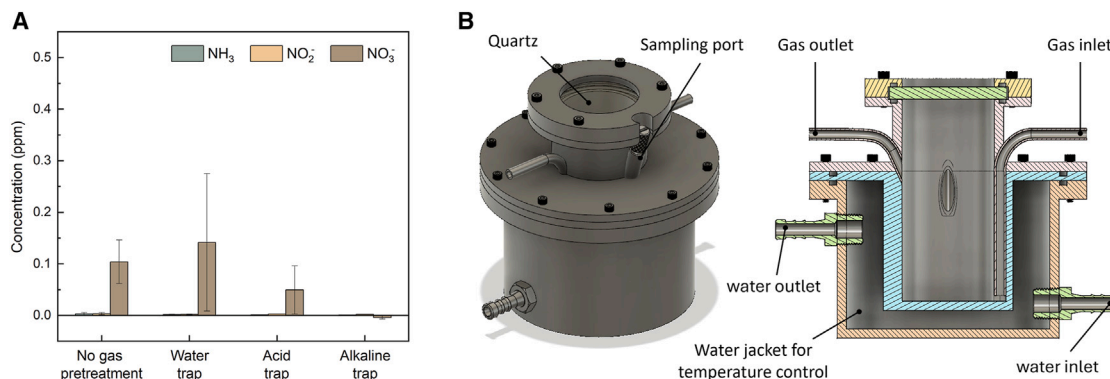 A
0.5
0.4
0.3
0.2
0.1
0.0
Concentration (ppm)
NH₃
NO₂⁻
NO₃⁻
No gas
pretreatment
Water
trap
Acid
trap
Alkaline
trap
B
Quartz
Sampling port
Gas outlet
Gas inlet
water outlet
Water jacket for
temperature control
water inlet